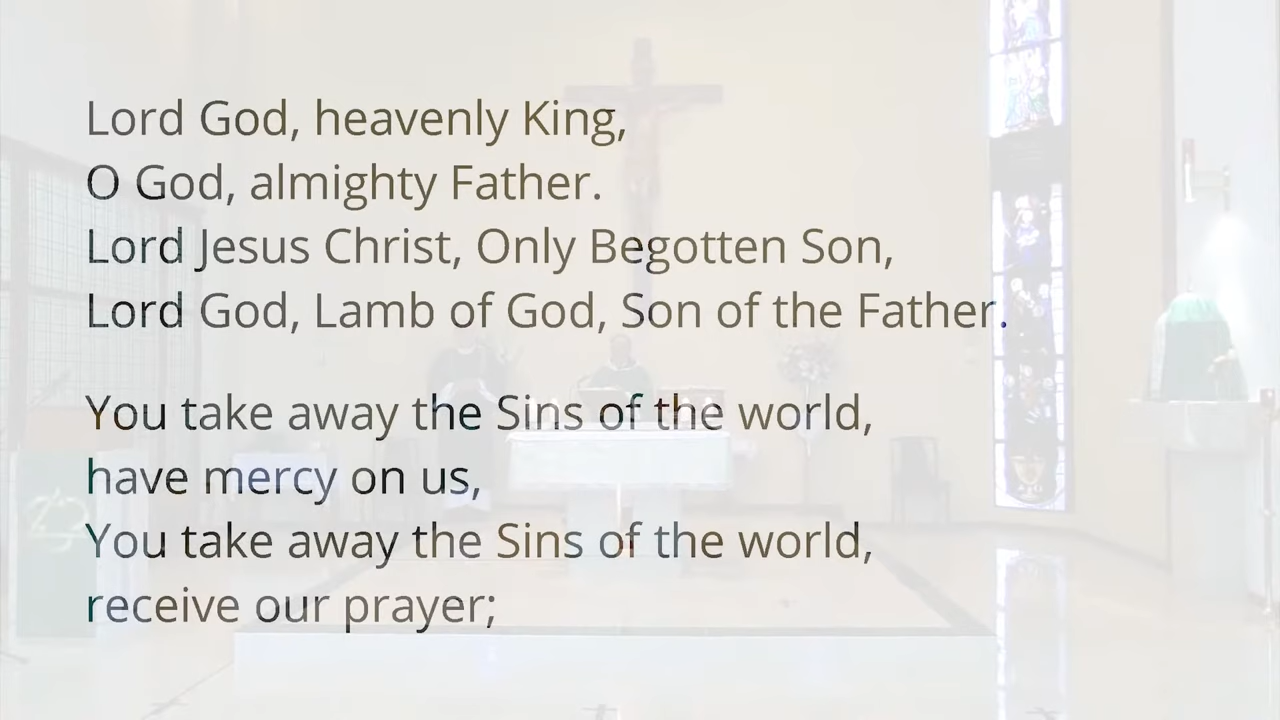 Lord God, heavenly King,
O God, almighty Father.
Lord Jesus Christ, Only Begotten Son,
Lord God, Lamb of God, Son of the Father.
You take away the Sins of the world,
have mercy on us,
You take away the Sins of the world,
receive our prayer;